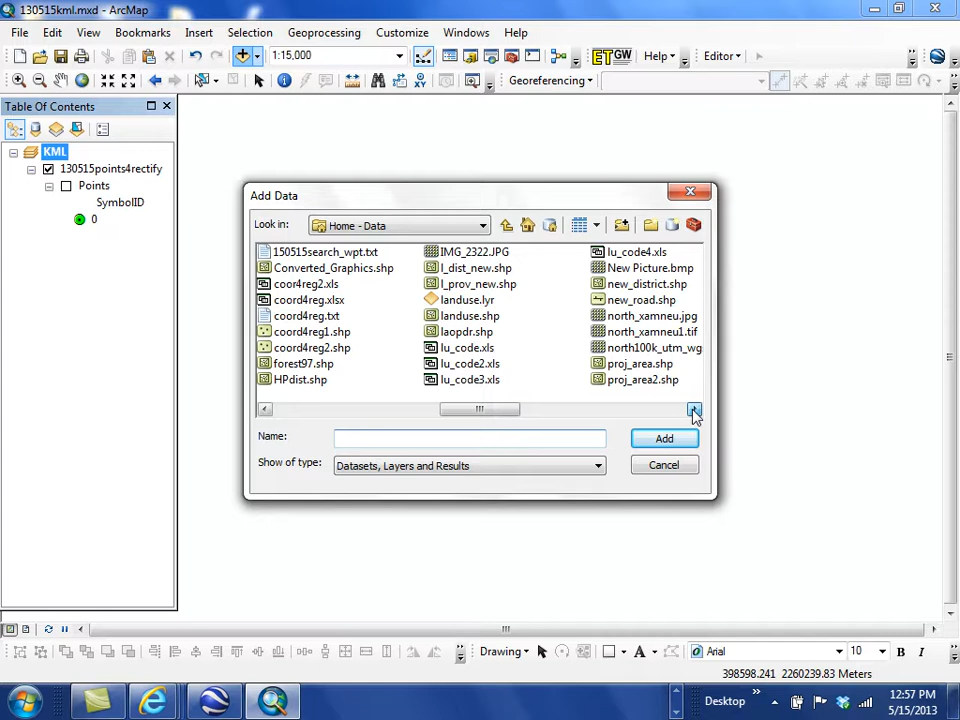 130515kml.mxd - ArcMap
File Edit View Bookmarks Insert Selection Geoprocessing Customize Windows Help
1:15,000 ETGW Help Editor
Georeferencing
Table Of Contents
KML
130515points4rectify
Points
SymbolID
0
Add Data
Look in: Home - Data
150515search_wpt.txt IMG_2322.JPG lu_code4.xls
Converted_Graphics.shp l_dist_new.shp New Picture.bmp
coor4reg2.xls l_prov_new.shp new_district.shp
coord4reg.xlsx landuse.lyr new_road.shp
coord4reg.txt landuse.shp north_xamneu.jpg
coord4reg1.shp laopdr.shp north_xamneu1.tif
coord4reg2.shp lu_code.xls north100k_utm_wg
forest97.shp lu_code2.xls proj_area.shp
HPdist.shp lu_code3.xls proj_area2.shp
Name: Add
Show of type: Datasets, Layers and Results Cancel
Drawing A Arial 10 B I
398598.241 2260239.83 Meters
Desktop 12:57 PM
5/15/2013